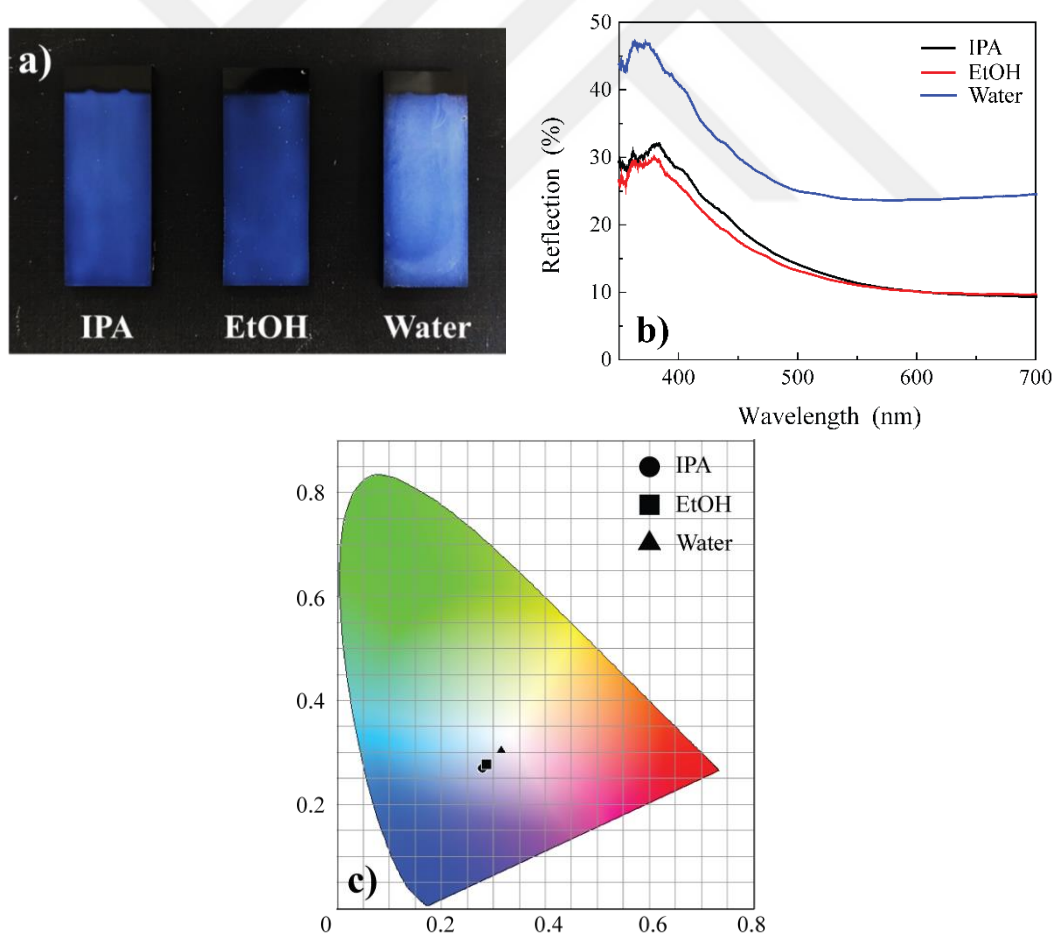 a)
IPA EtOH Water
50
40
30
20
10
0
Reflection (%)
IPA
EtOH
Water
b)
400 500 600 700
Wavelength (nm)
0.8
0.6
0.4
0.2
IPA
EtOH
Water
c)
0 0.2 0.4 0.6 0.8